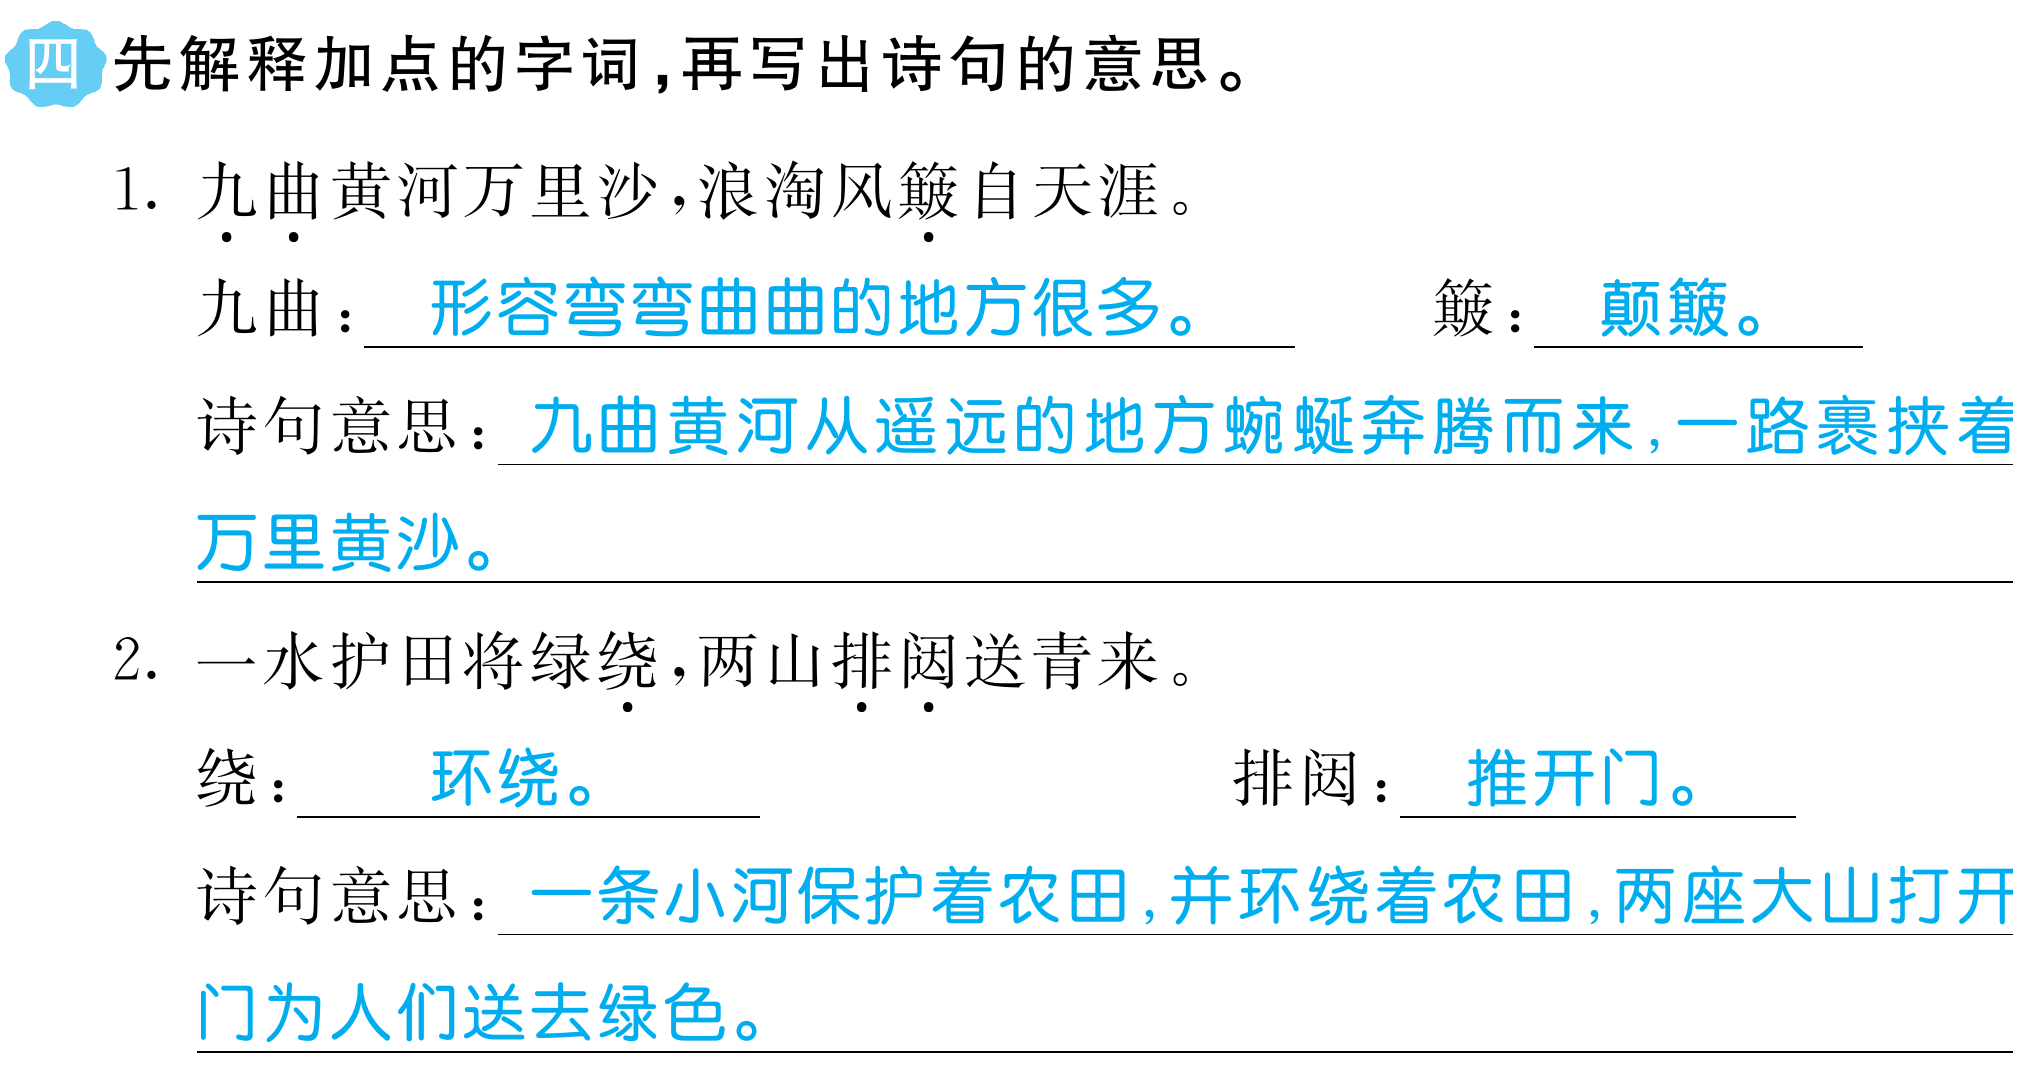 四 先解释加点的字词,再写出诗句的意思。
1. 九曲黄河万里沙,浪淘风簸自天涯。
九曲: 形容弯弯曲曲的地方很多。 簸: 颠簸。
诗句意思: 九曲黄河从遥远的地方蜿蜒奔腾而来,一路裹挟着
万里黄沙。
2. 一水护田将绿绕,两山排闼送青来。
绕: 环绕。 排闼: 推开门。
诗句意思: 一条小河保护着农田,并环绕着农田,两座大山打开
门为人们送去绿色。